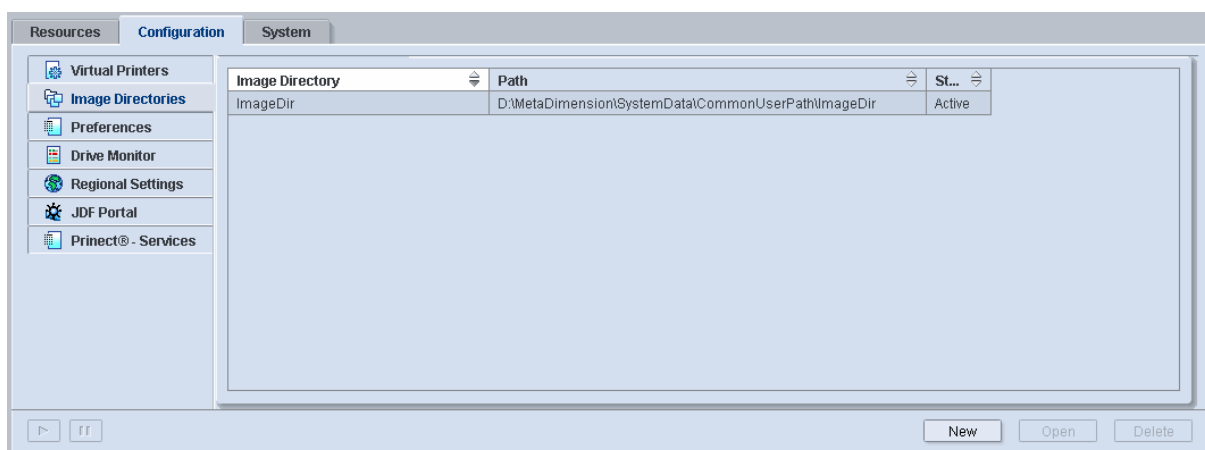 Resources Configuration System
Virtual Printers
Image Directories
Preferences
Drive Monitor
Regional Settings
JDF Portal
Prinect® - Services
Image Directory Path St...
ImageDir D:\MetaDimension\SystemData\CommonUserPath\ImageDir Active
New Open Delete